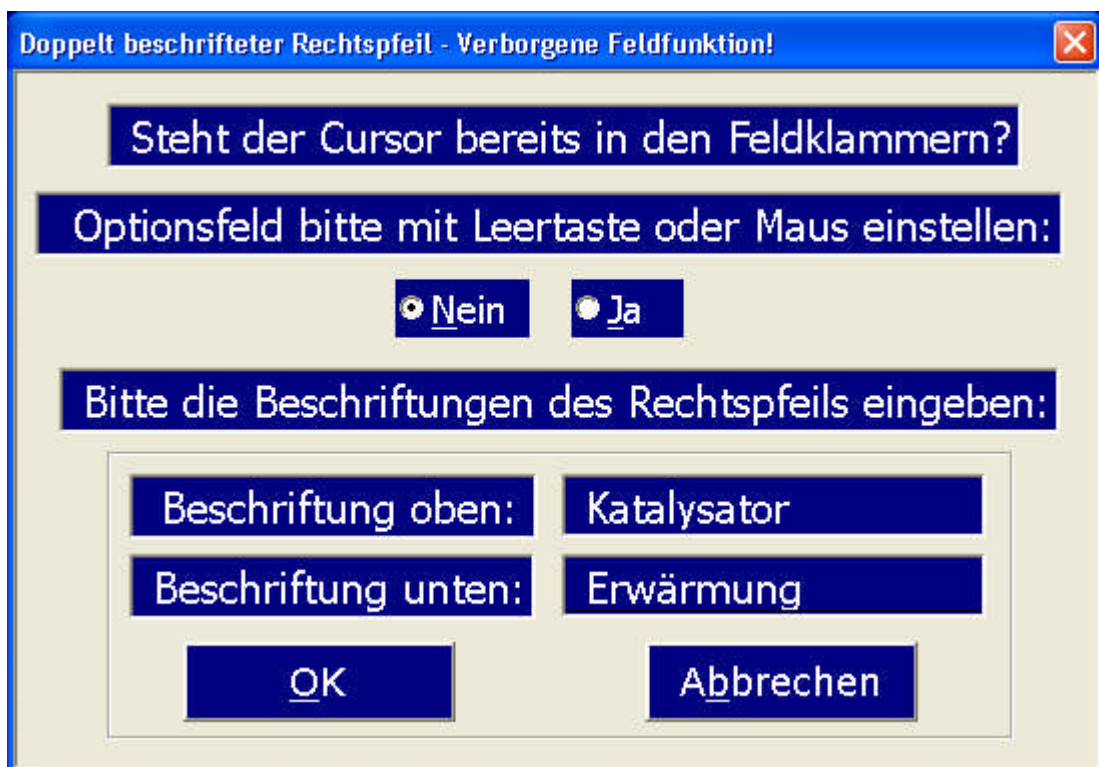 Doppelt beschrifteter Rechtspfeil - Verborgene Feldfunktion!
Steht der Cursor bereits in den Feldklammern?
Optionsfeld bitte mit Leertaste oder Maus einstellen:
Nein Ja
Bitte die Beschriftungen des Rechtspfeils eingeben:
Beschriftung oben: Katalysator
Beschriftung unten: Erwärmung
OK Abbrechen